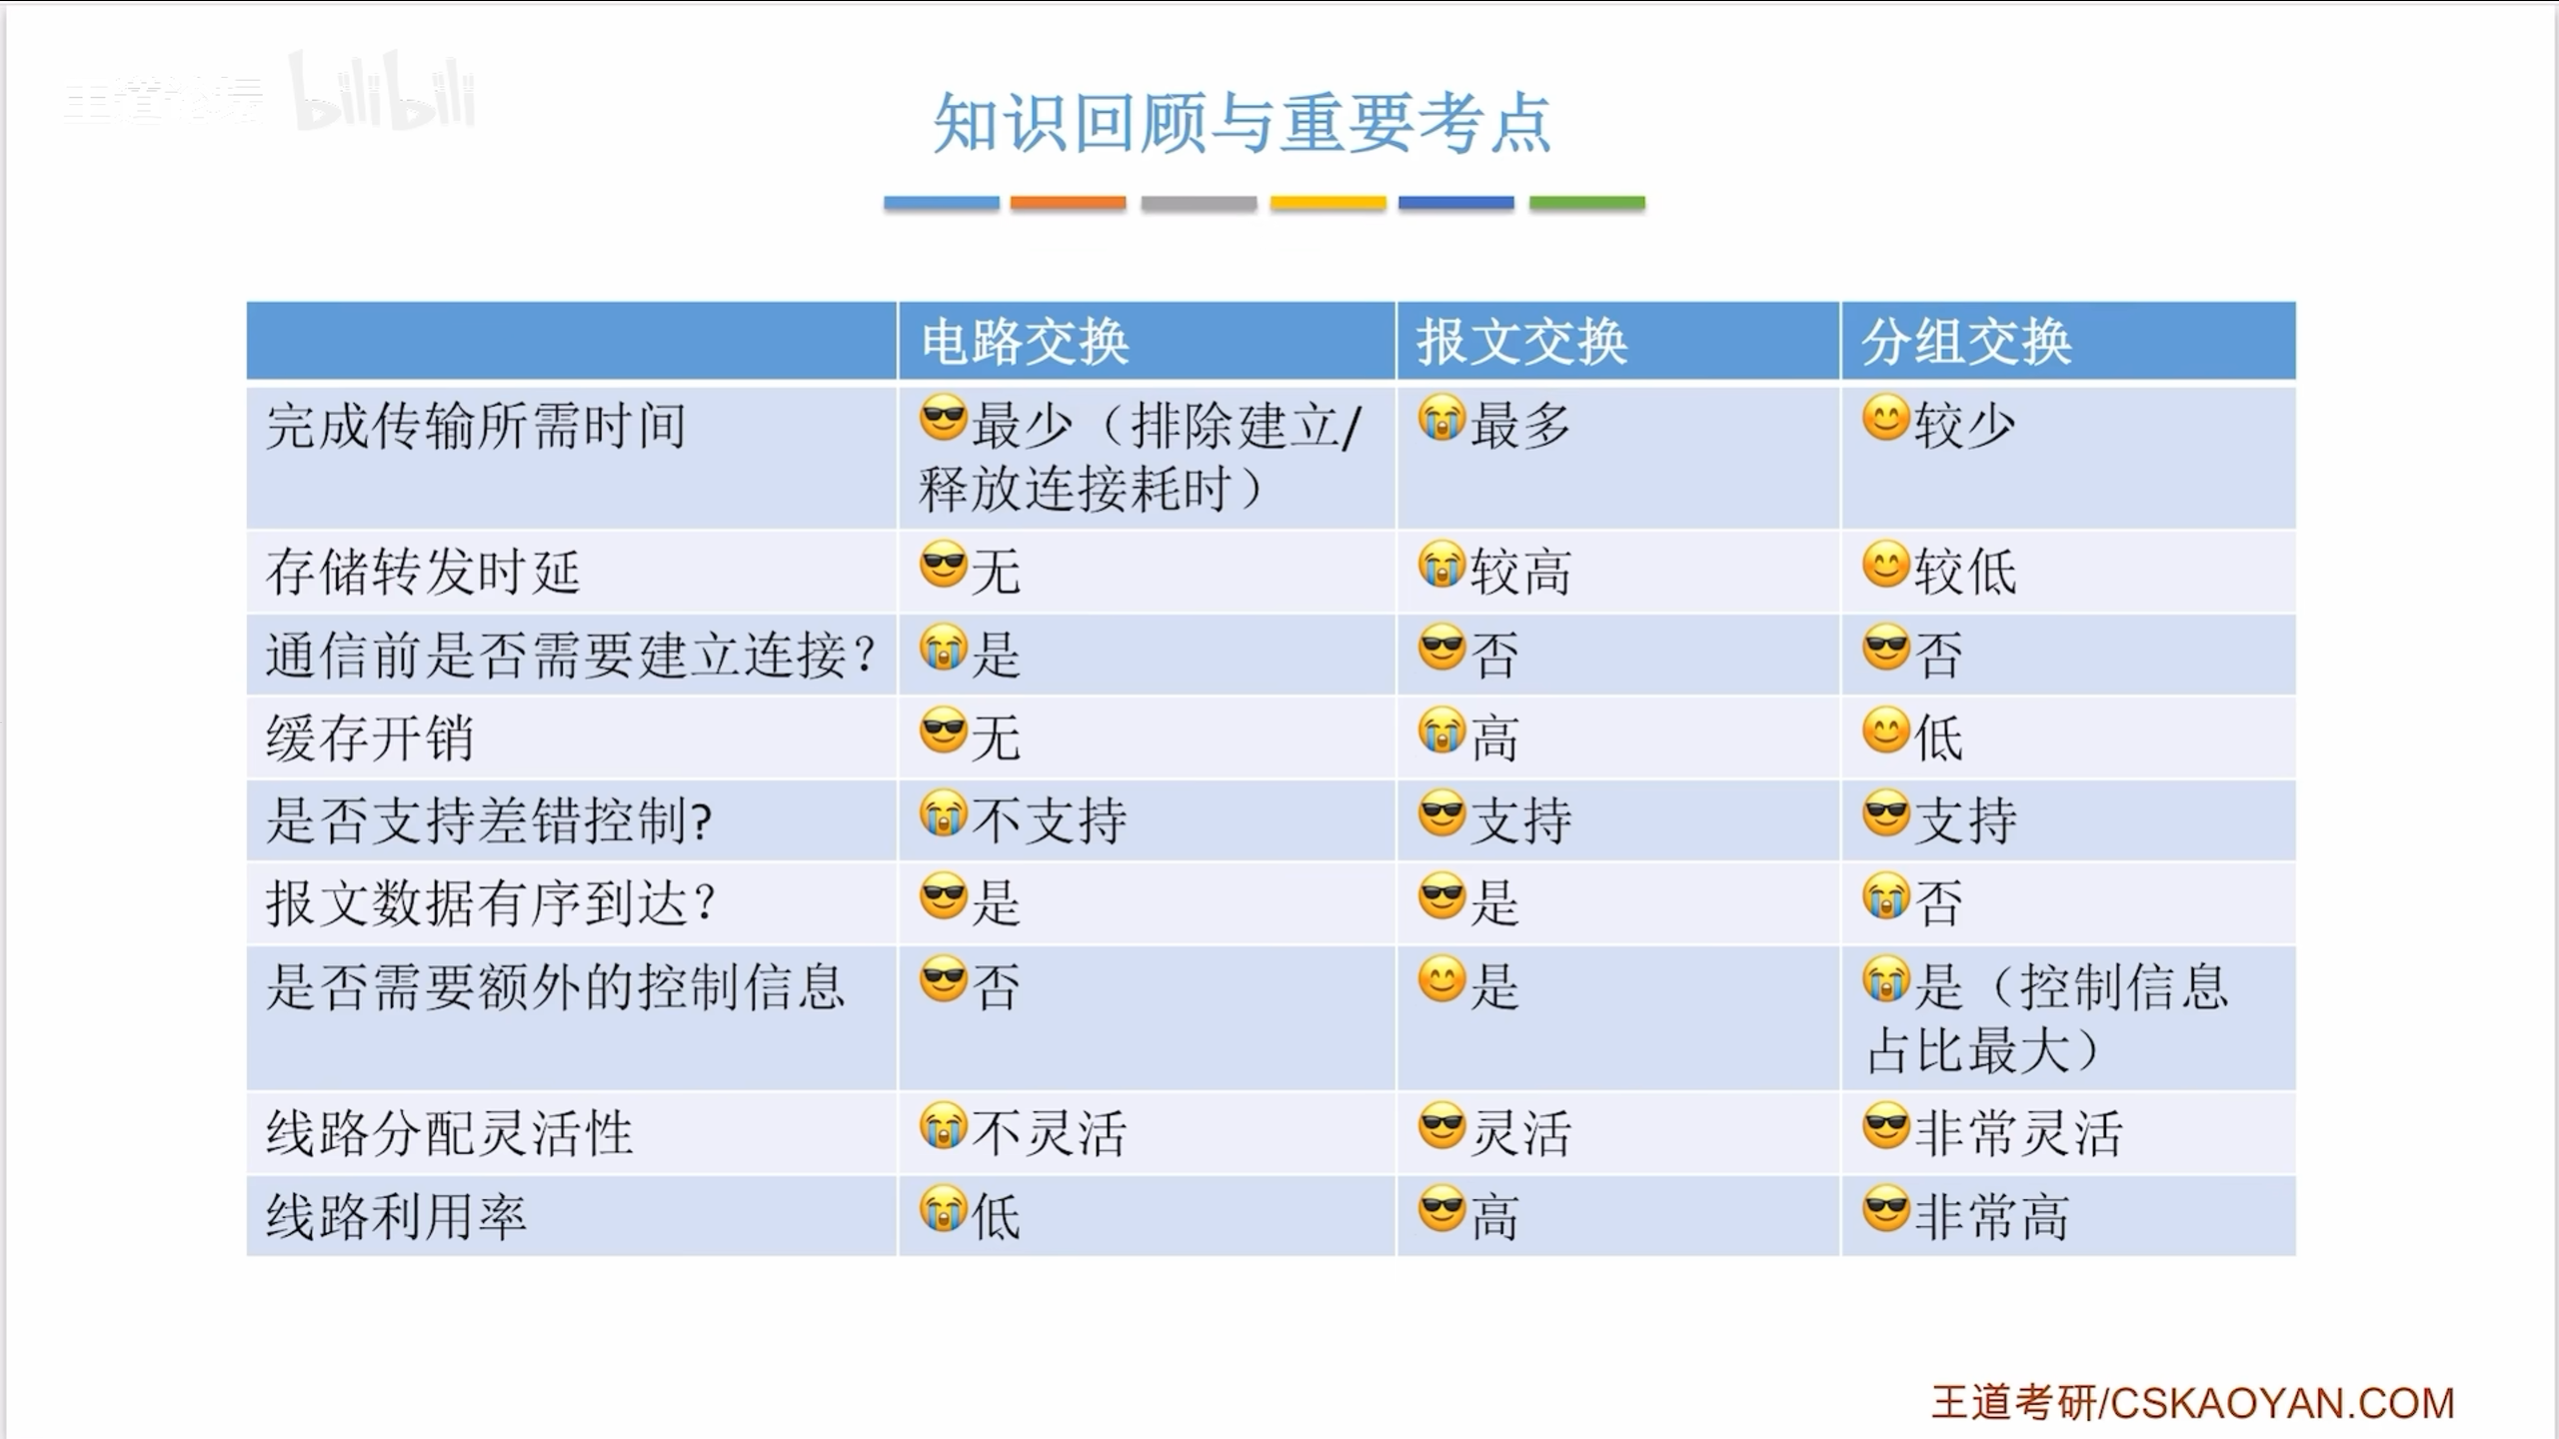 王道论坛 bilibili
知识回顾与重要考点
电路交换 报文交换 分组交换
完成传输所需时间 😎最少（排除建立/ 😭最多 😊较少
释放连接耗时）
存储转发时延 😎无 😭较高 😊较低
通信前是否需要建立连接？ 😭是 😎否 😎否
缓存开销 😎无 😭高 😊低
是否支持差错控制? 😭不支持 😎支持 😎支持
报文数据有序到达？ 😎是 😎是 😭否
是否需要额外的控制信息 😎否 😊是 😭是（控制信息
占比最大）
线路分配灵活性 😭不灵活 😎灵活 😎非常灵活
线路利用率 😭低 😎高 😎非常高
王道考研/CSKAOYAN.COM